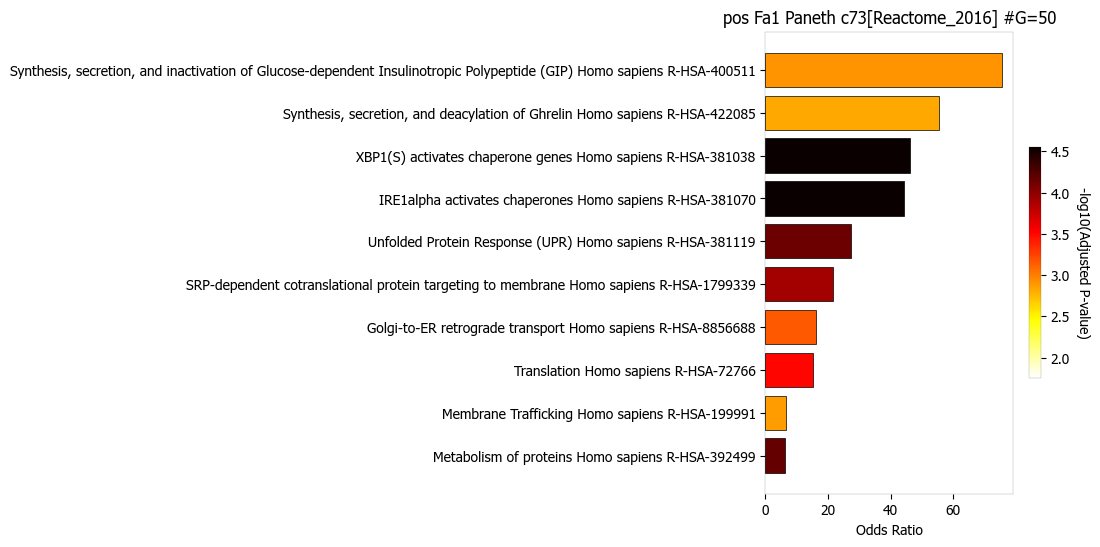 pos Fa1 Paneth c73[Reactome_2016] #G=50
Synthesis, secretion, and inactivation of Glucose-dependent Insulinotropic Polypeptide (GIP) Homo sapiens R-HSA-400511
Synthesis, secretion, and deacylation of Ghrelin Homo sapiens R-HSA-422085
XBP1(S) activates chaperone genes Homo sapiens R-HSA-381038
IRE1alpha activates chaperones Homo sapiens R-HSA-381070
Unfolded Protein Response (UPR) Homo sapiens R-HSA-381119
SRP-dependent cotranslational protein targeting to membrane Homo sapiens R-HSA-1799339
Golgi-to-ER retrograde transport Homo sapiens R-HSA-8856688
Translation Homo sapiens R-HSA-72766
Membrane Trafficking Homo sapiens R-HSA-199991
Metabolism of proteins Homo sapiens R-HSA-392499
0 20 40 60
Odds Ratio
4.5
4.0
3.5
3.0
2.5
2.0
-log10(Adjusted P-value)